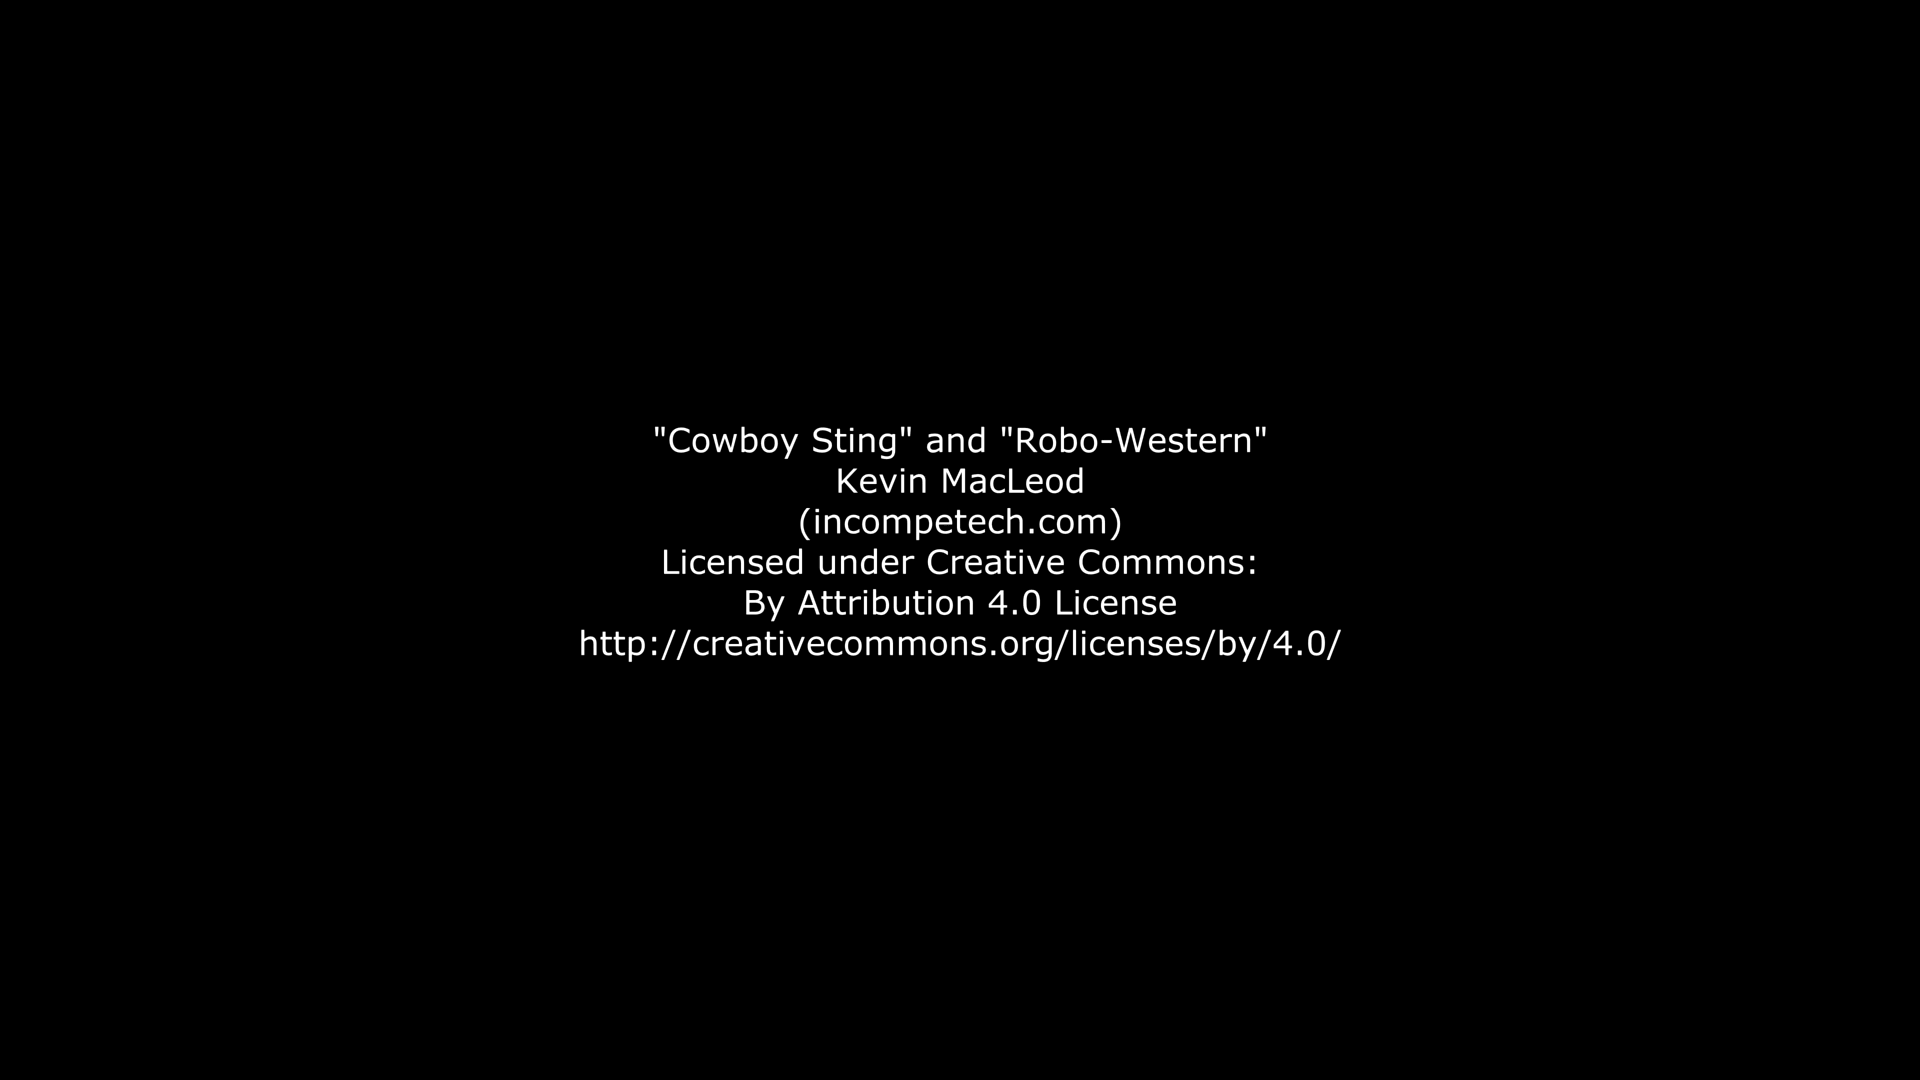 "Cowboy Sting" and "Robo-Western"
Kevin MacLeod
(incompetech.com)
Licensed under Creative Commons:
By Attribution 4.0 License
http://creativecommons.org/licenses/by/4.0/